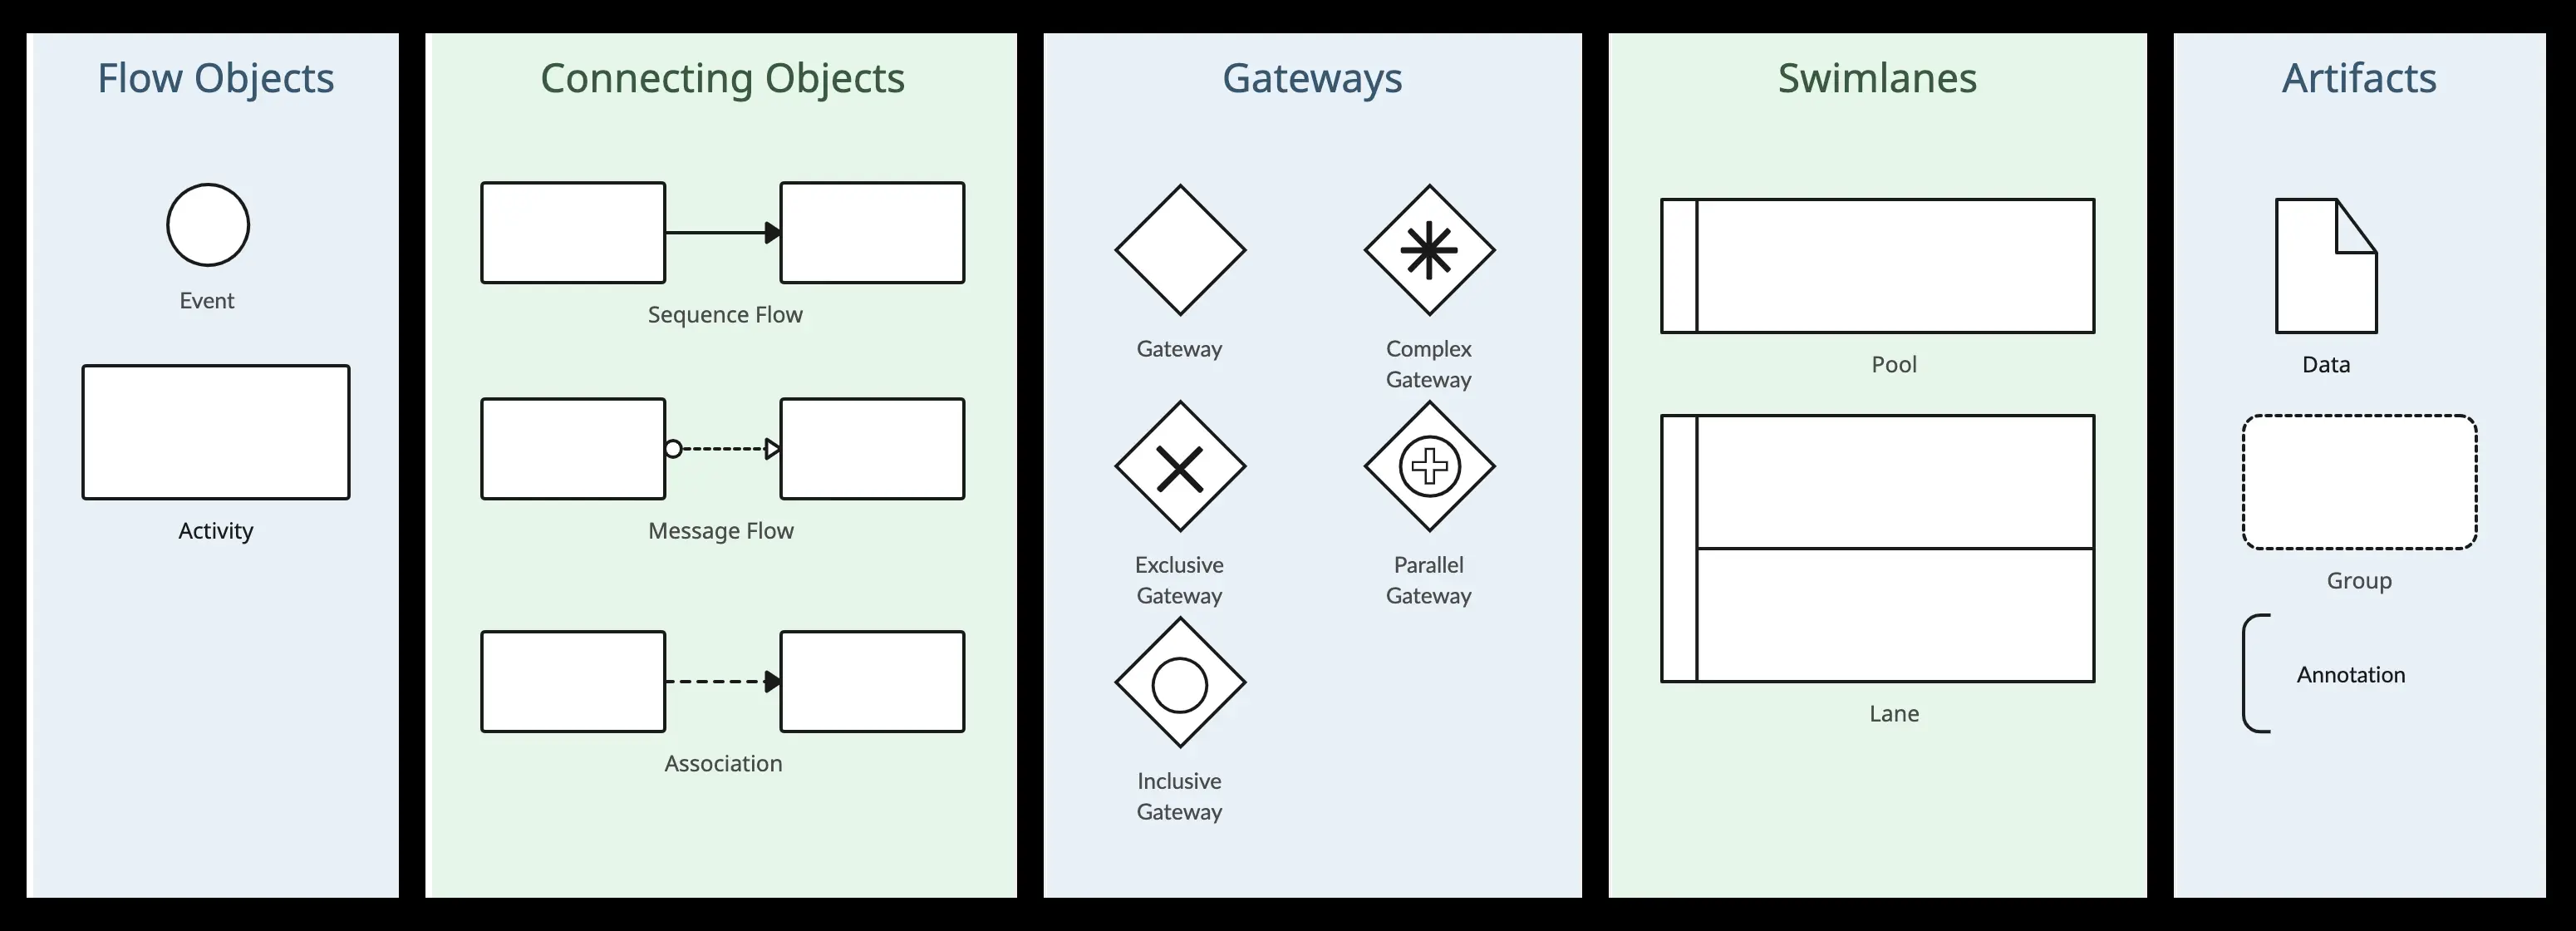 Flow Objects
Event
Activity
Connecting Objects
Sequence Flow
Message Flow
Association
Gateways
Gateway
Complex
Gateway
Exclusive
Gateway
Parallel
Gateway
Inclusive
Gateway
Swimlanes
Pool
Lane
Artifacts
Data
Group
Annotation